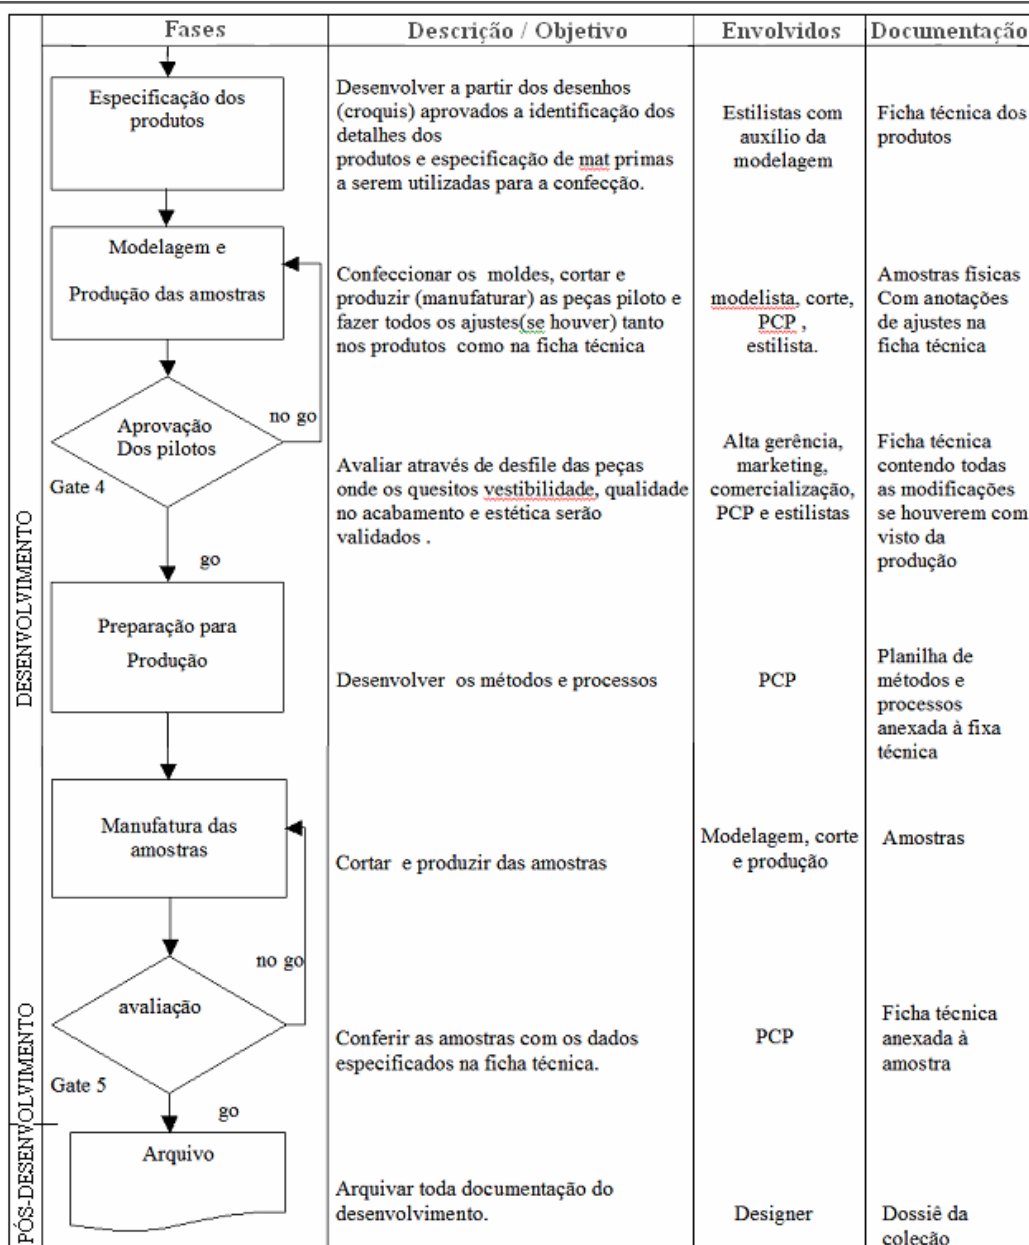 Fases
Descrição / Objetivo
Envolvidos
Documentação
DESENVOLVIMENTO
Especificação dos
produtos
Desenvolver a partir dos desenhos
(croquis) aprovados a identificação dos
detalhes dos
produtos e especificação de mat primas
a serem utilizadas para a confecção.
Estilistas com
auxílio da
modelagem
Ficha técnica dos
produtos
Modelagem e
Produção das amostras
Confeccionar os moldes, cortar e
produzir (manufaturar) as peças piloto e
fazer todos os ajustes(se houver) tanto
nos produtos como na ficha técnica
modelista, corte,
PCP ,
estilista.
Amostras físicas
Com anotações
de ajustes na
ficha técnica
Aprovação
Dos pilotos
no go
Gate 4
go
Avaliar através de desfile das peças
onde os quesitos vestibilidade, qualidade
no acabamento e estética serão
validados .
Alta gerência,
marketing,
comercialização,
PCP e estilistas
Ficha técnica
contendo todas
as modificações
se houverem com
visto da
produção
Preparação para
Produção
Desenvolver os métodos e processos
PCP
Planilha de
métodos e
processos
anexada à fixa
técnica
Manufatura das
amostras
Cortar e produzir das amostras
Modelagem, corte
e produção
Amostras
no go
avaliação
Gate 5
go
Conferir as amostras com os dados
especificados na ficha técnica.
PCP
Ficha técnica
anexada à
amostra
PÓS-DESENVOLVIMENTO
Arquivo
Arquivar toda documentação do
desenvolvimento.
Designer
Dossiê da
coleção